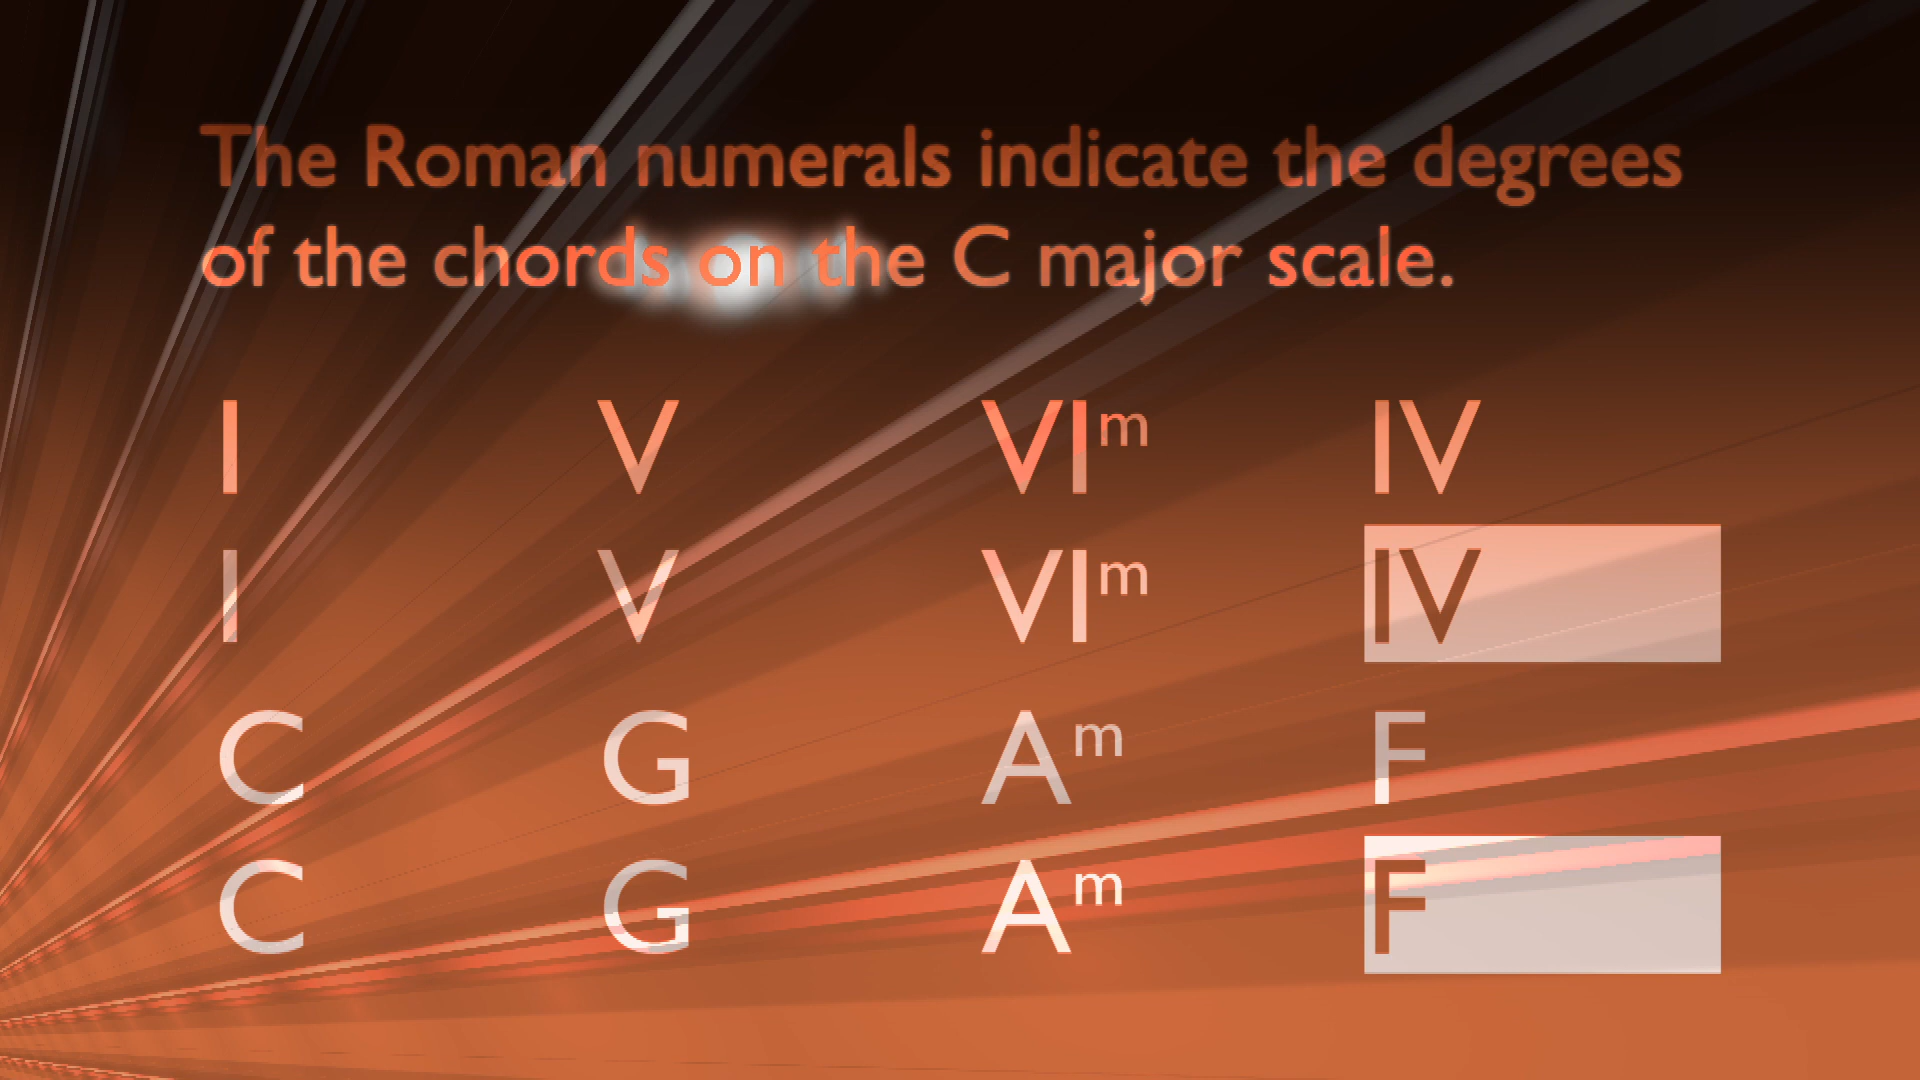 The Roman numerals indicate the degrees
of the chords on the C major scale.
I V VIm IV
I V VIm IV
C G Am F
C G Am F